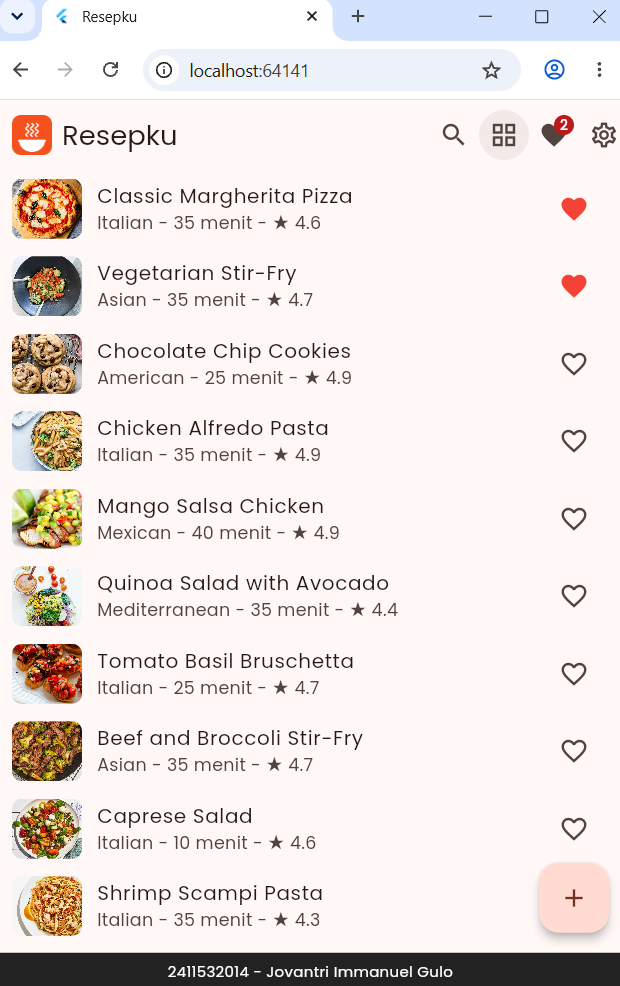 Resepku
localhost:64141
Resepku
2
Classic Margherita Pizza
Italian - 35 menit - ★ 4.6
Vegetarian Stir-Fry
Asian - 35 menit - ★ 4.7
Chocolate Chip Cookies
American - 25 menit - ★ 4.9
Chicken Alfredo Pasta
Italian - 35 menit - ★ 4.9
Mango Salsa Chicken
Mexican - 40 menit - ★ 4.9
Quinoa Salad with Avocado
Mediterranean - 35 menit - ★ 4.4
Tomato Basil Bruschetta
Italian - 25 menit - ★ 4.7
Beef and Broccoli Stir-Fry
Asian - 35 menit - ★ 4.7
Caprese Salad
Italian - 10 menit - ★ 4.6
Shrimp Scampi Pasta
Italian - 35 menit - ★ 4.3
2411532014 - Jovantri Immanuel Gulo